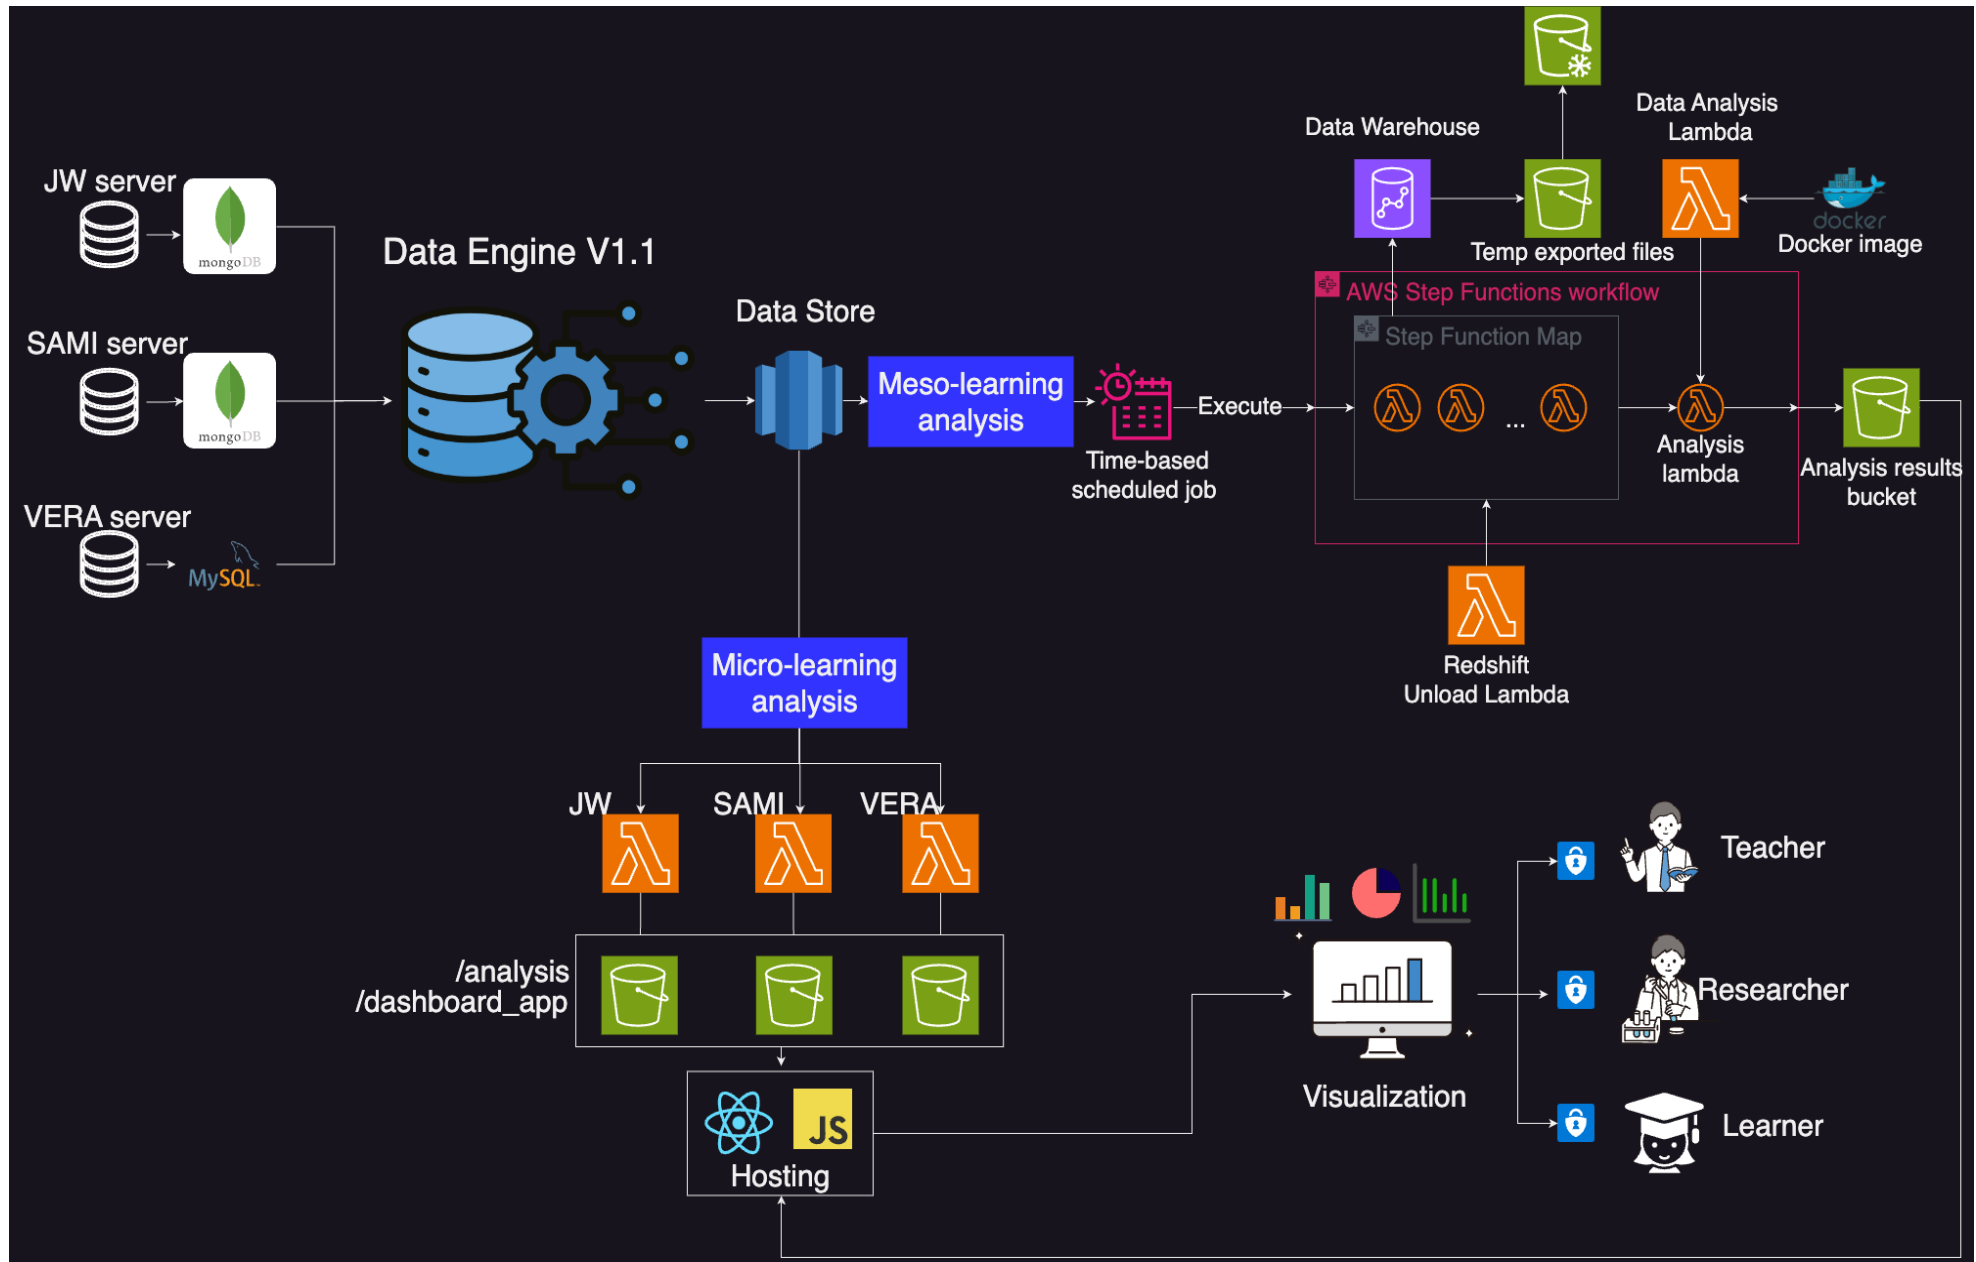 JW server
mongoDB
SAMI server
mongoDB
VERA server
MySQL
Data Engine V1.1
Data Store
Meso-learning
analysis
Time-based
scheduled job
Execute
Data Warehouse
Temp exported files
Data Analysis
Lambda
docker
Docker image
AWS Step Functions workflow
Step Function Map
...
Analysis
lambda
Analysis results
bucket
Redshift
Unload Lambda
Micro-learning
analysis
JW
SAMI
VERA
/analysis
/dashboard_app
JS
Hosting
Visualization
Teacher
Researcher
Learner